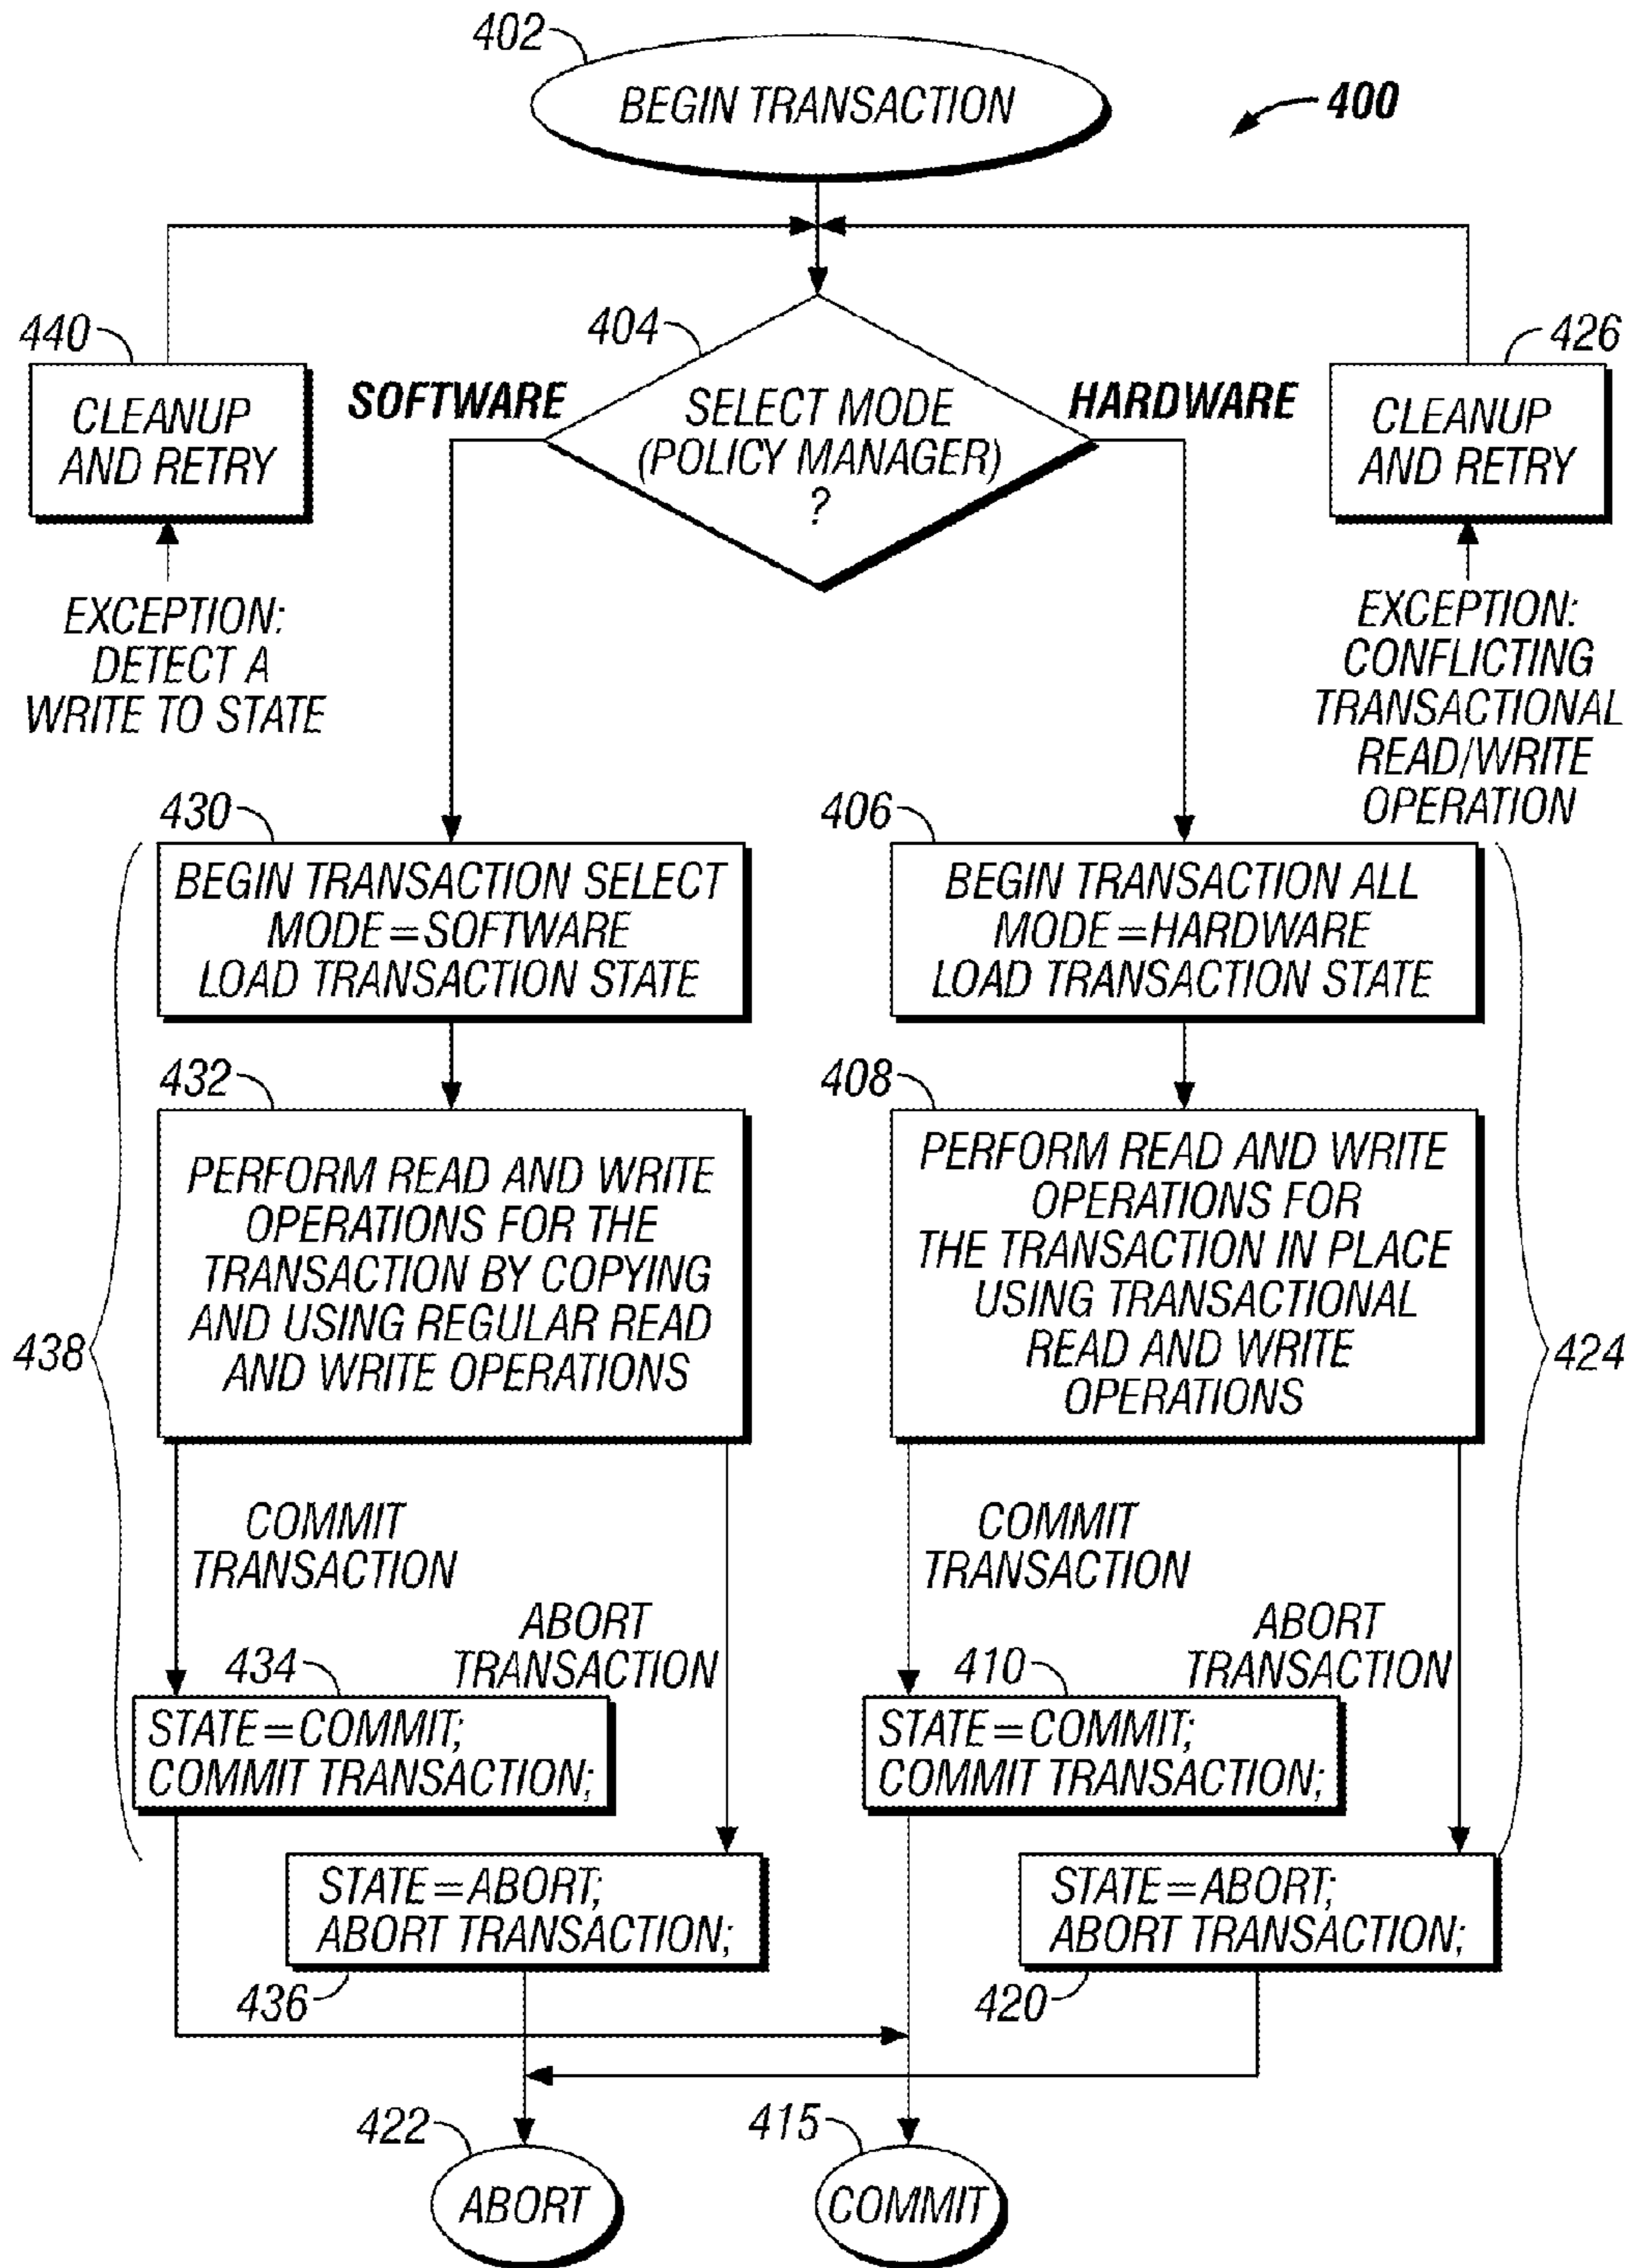 402
BEGIN TRANSACTION
400
440
CLEANUP
AND RETRY
EXCEPTION:
DETECT A
WRITE TO STATE
404
SOFTWARE
SELECT MODE
(POLICY MANAGER)
?
HARDWARE
426
CLEANUP
AND RETRY
EXCEPTION:
CONFLICTING
TRANSACTIONAL
READ/WRITE
OPERATION
430
BEGIN TRANSACTION SELECT
MODE=SOFTWARE
LOAD TRANSACTION STATE
406
BEGIN TRANSACTION ALL
MODE=HARDWARE
LOAD TRANSACTION STATE
432
PERFORM READ AND WRITE
OPERATIONS FOR THE
TRANSACTION BY COPYING
AND USING REGULAR READ
AND WRITE OPERATIONS
408
PERFORM READ AND WRITE
OPERATIONS FOR
THE TRANSACTION IN PLACE
USING TRANSACTIONAL
READ AND WRITE
OPERATIONS
438
424
COMMIT
TRANSACTION
ABORT
TRANSACTION
434
STATE=COMMIT;
COMMIT TRANSACTION;
STATE=ABORT;
ABORT TRANSACTION;
436
COMMIT
TRANSACTION
ABORT
TRANSACTION
410
STATE=COMMIT;
COMMIT TRANSACTION;
STATE=ABORT;
ABORT TRANSACTION;
420
422
ABORT
415
COMMIT